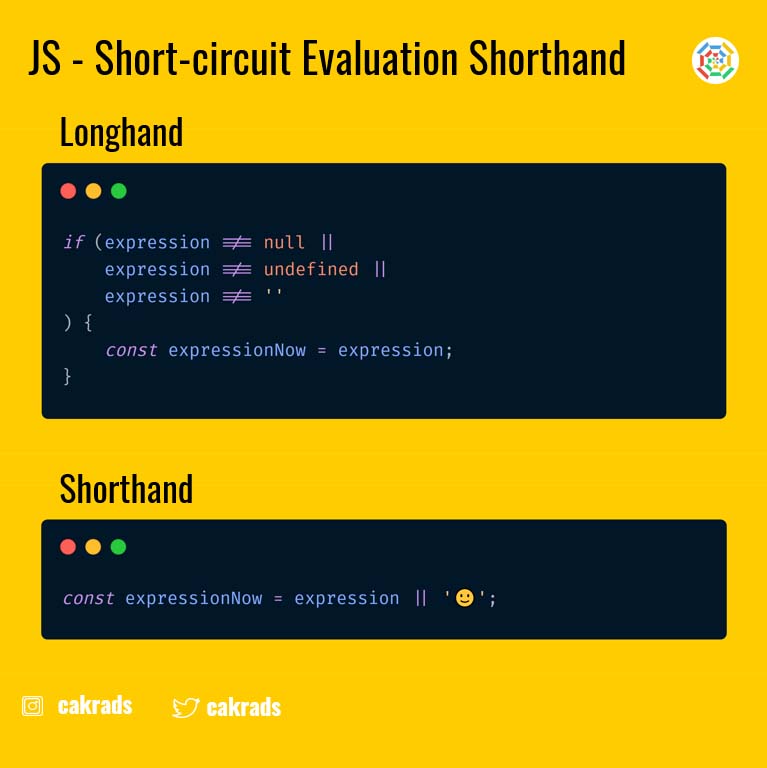 JS - Short-circuit Evaluation Shorthand
Longhand
if (expression !== null ||
    expression !== undefined ||
    expression !== ''
) {
    const expressionNow = expression;
}
Shorthand
const expressionNow = expression || '🙂';
cakrads cakrads